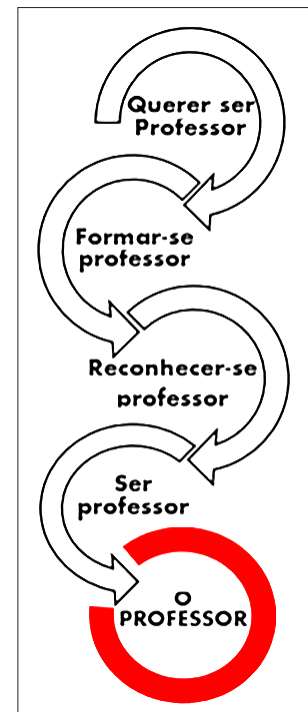 Querer ser
Professor
Formar-se
professor
Reconhecer-se
professor
Ser
professor
O
PROFESSOR